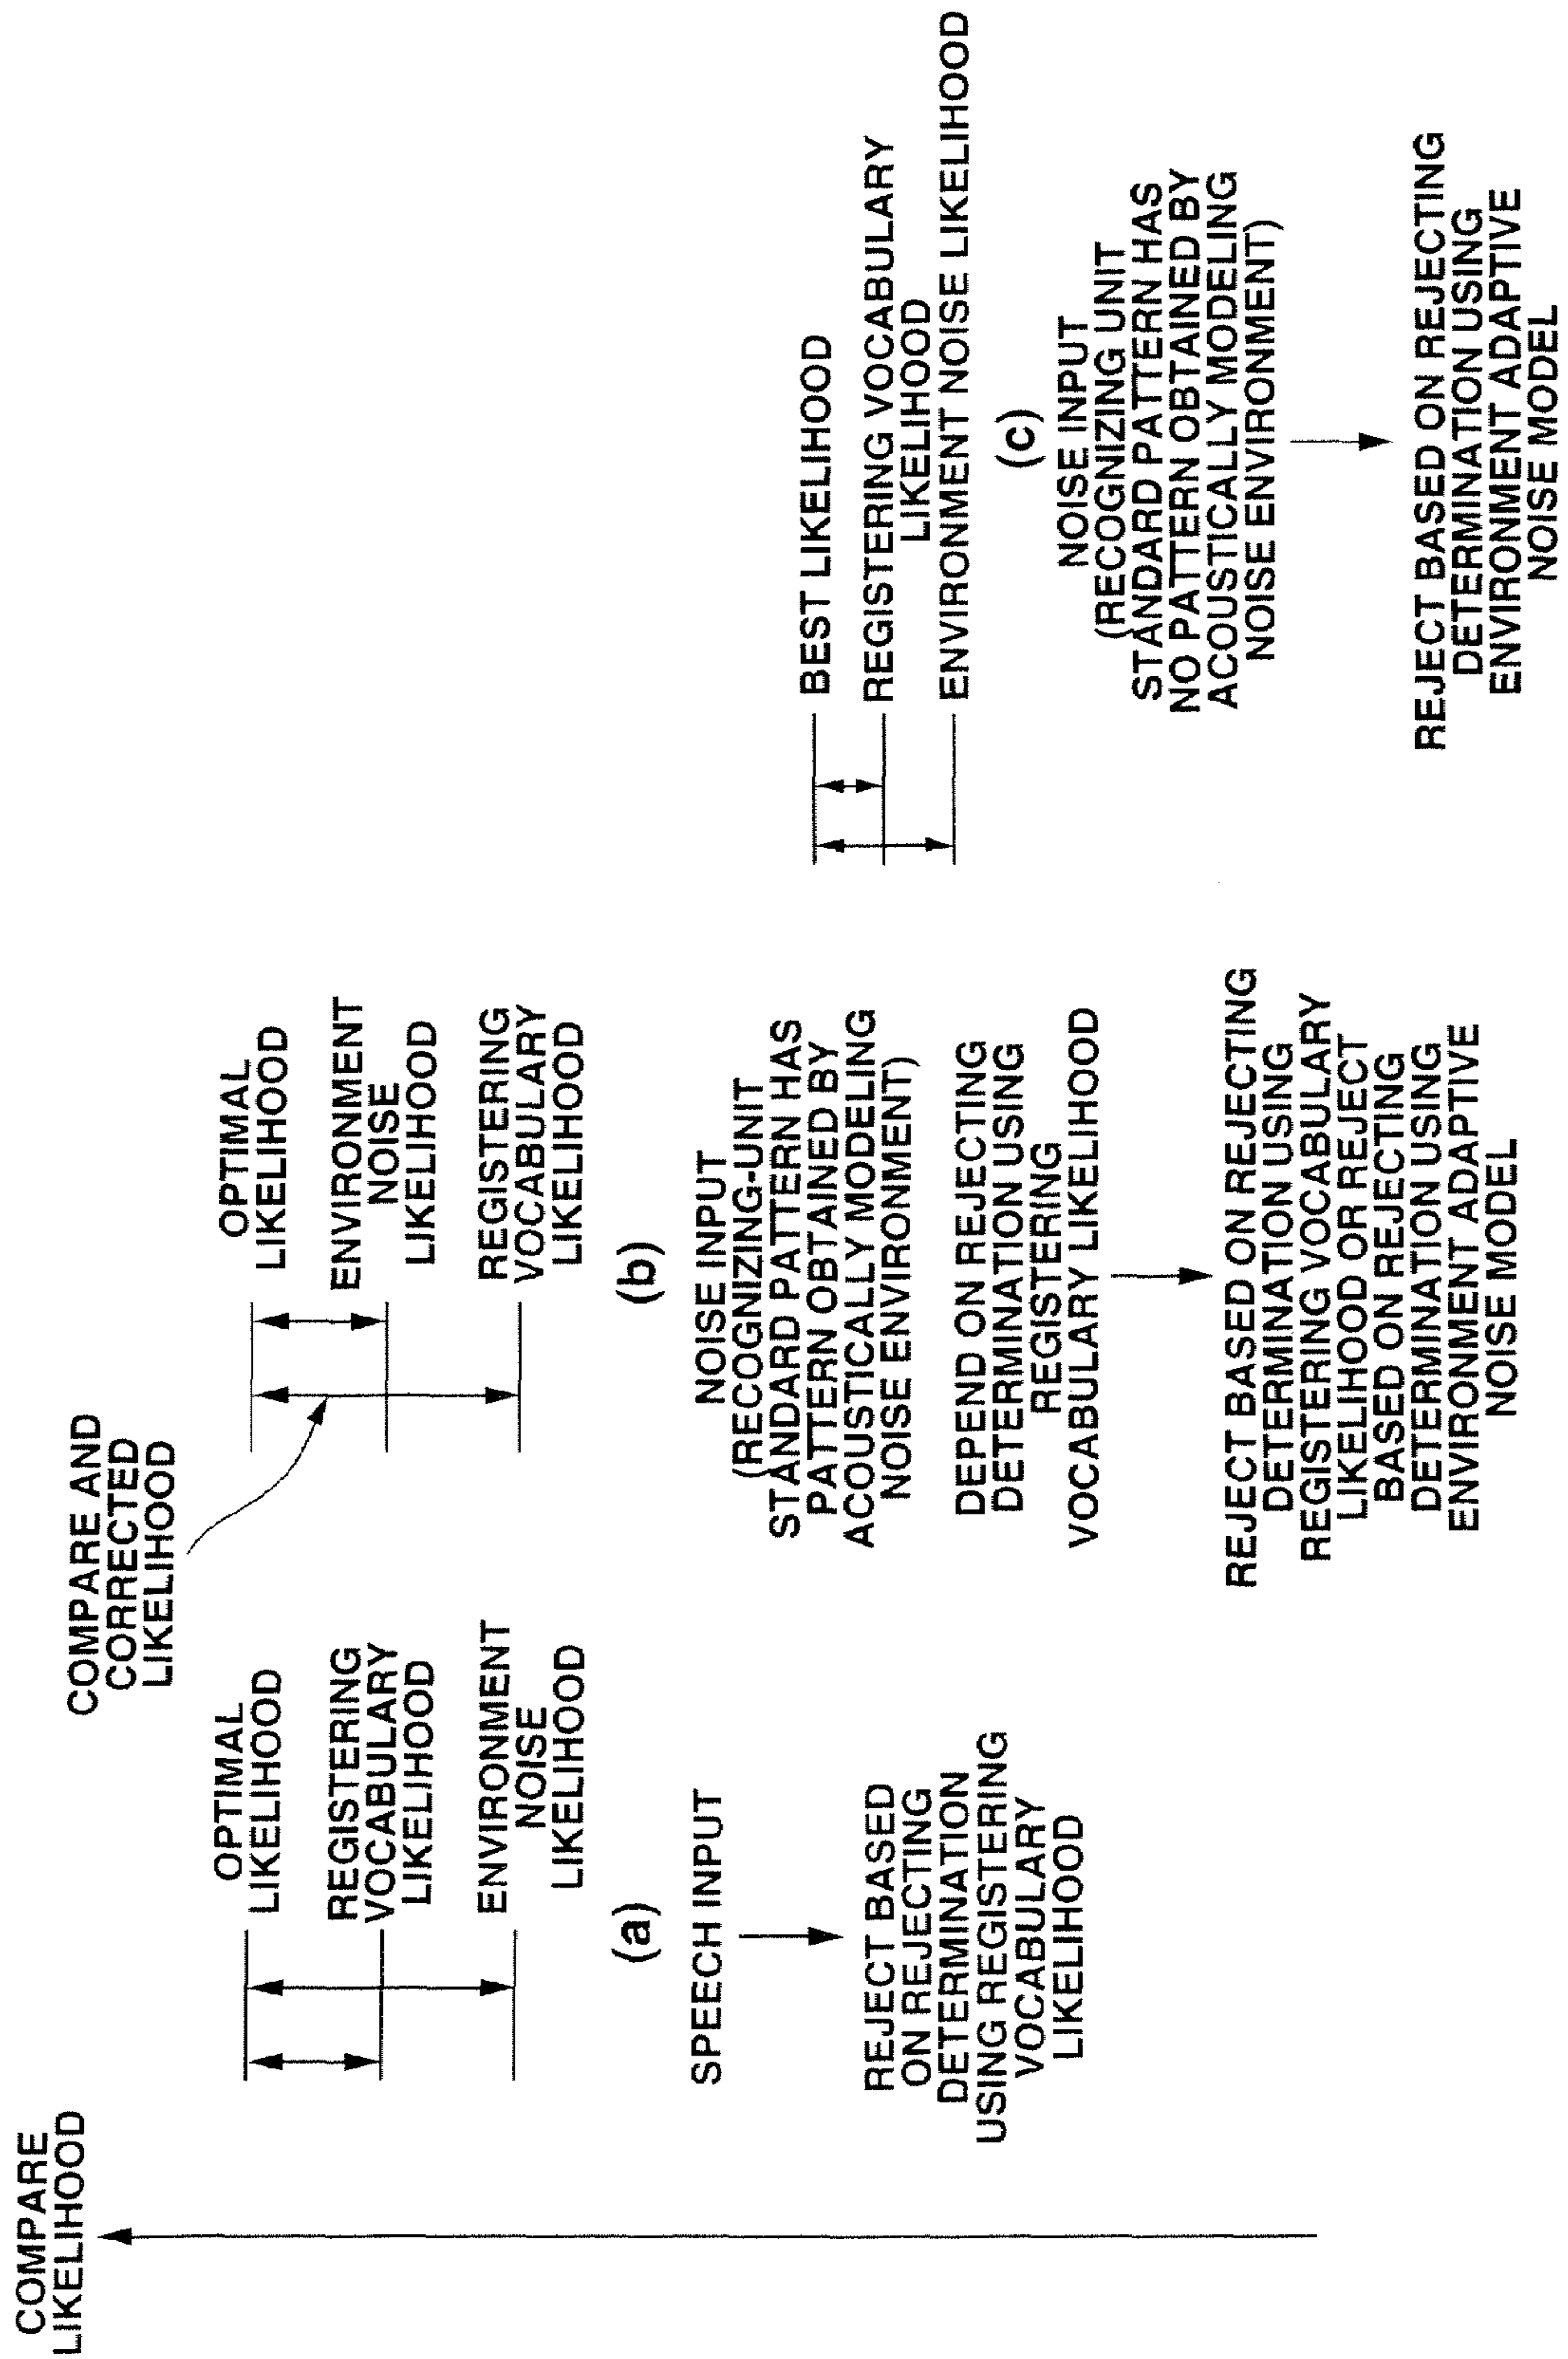 COMPARE
LIKELIHOOD
OPTIMAL
LIKELIHOOD
REGISTERING
VOCABULARY
LIKELIHOOD
ENVIRONMENT
NOISE
LIKELIHOOD
(a)
SPEECH INPUT
REJECT BASED
ON REJECTING
DETERMINATION
USING REGISTERING
VOCABULARY
LIKELIHOOD
COMPARE AND
CORRECTED
LIKELIHOOD
OPTIMAL
LIKELIHOOD
ENVIRONMENT
NOISE
LIKELIHOOD
REGISTERING
VOCABULARY
LIKELIHOOD
(b)
NOISE INPUT
(RECOGNIZING-UNIT
STANDARD PATTERN HAS
PATTERN OBTAINED BY
ACOUSTICALLY MODELING
NOISE ENVIRONMENT)
DEPEND ON REJECTING
DETERMINATION USING
REGISTERING
VOCABULARY LIKELIHOOD
REJECT BASED ON REJECTING
DETERMINATION USING
REGISTERING VOCABULARY
LIKELIHOOD OR REJECT
BASED ON REJECTING
DETERMINATION USING
ENVIRONMENT ADAPTIVE
NOISE MODEL
BEST LIKELIHOOD
REGISTERING VOCABULARY
LIKELIHOOD
ENVIRONMENT NOISE LIKELIHOOD
(c)
NOISE INPUT
(RECOGNIZING UNIT
STANDARD PATTERN HAS
NO PATTERN OBTAINED BY
ACOUSTICALLY MODELING
NOISE ENVIRONMENT)
REJECT BASED ON REJECTING
DETERMINATION USING
ENVIRONMENT ADAPTIVE
NOISE MODEL